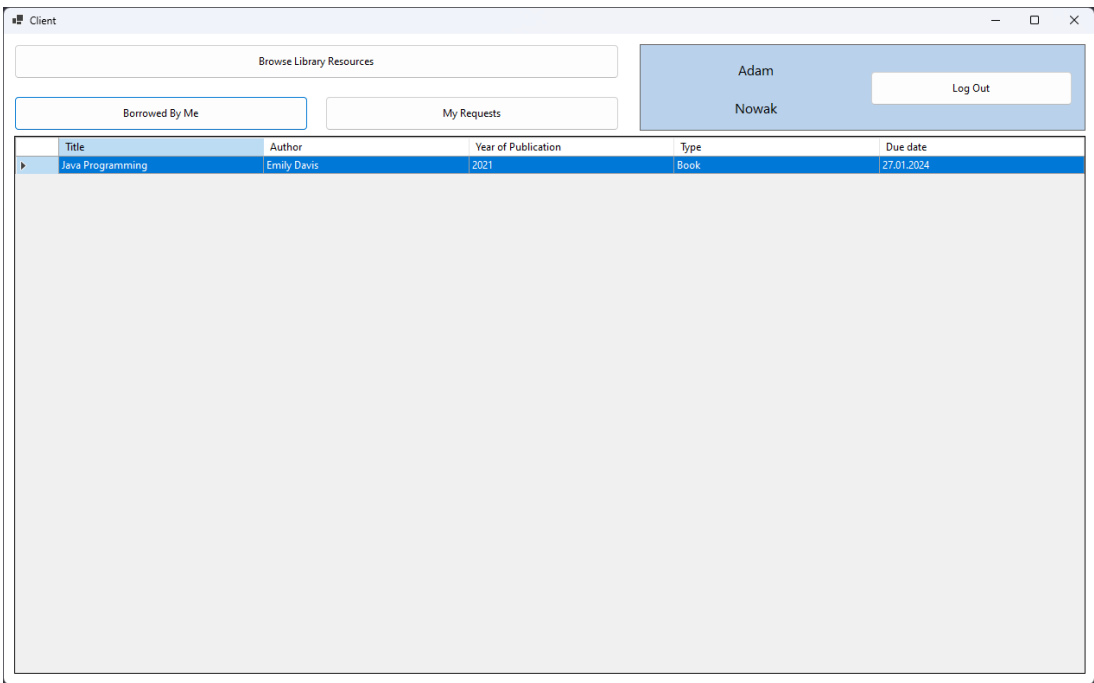 Client
Browse Library Resources
Adam
Log Out
Borrowed By Me My Requests
Nowak
Title Author Year of Publication Type Due date
Java Programming Emily Davis 2021 Book 27.01.2024